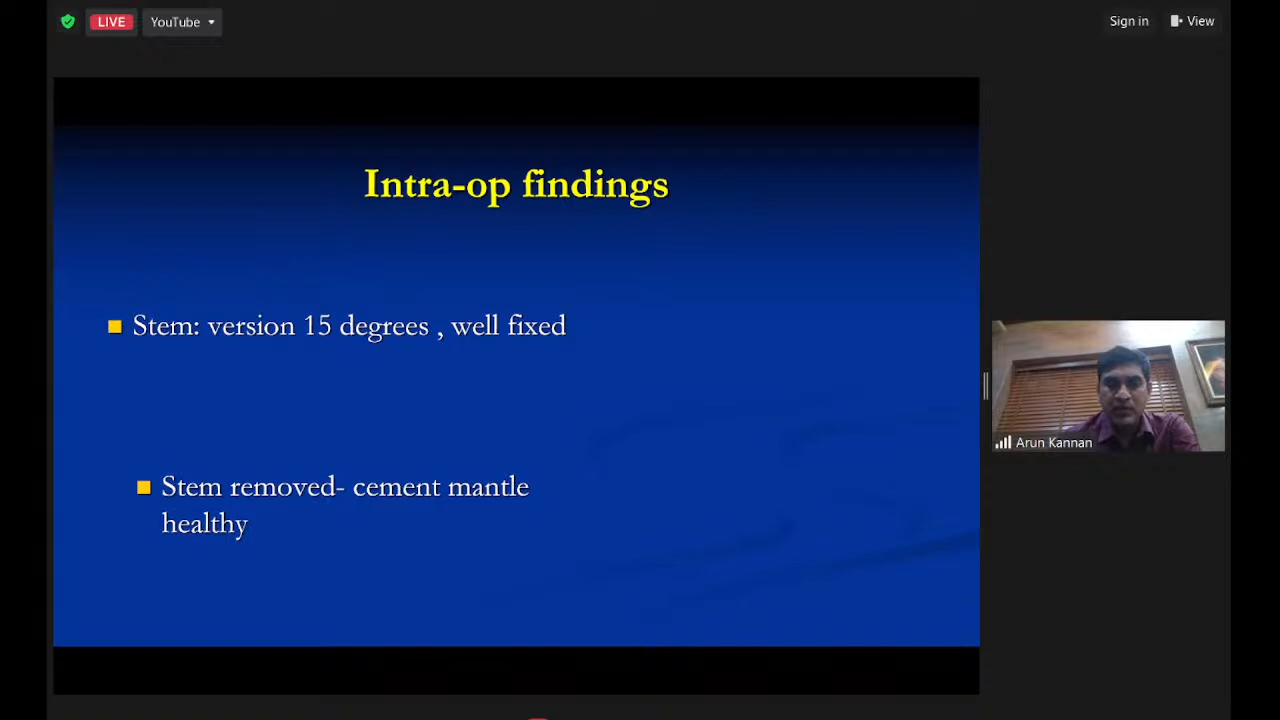 LIVE
YouTube
Sign in
View
Intra-op findings
Stem: version 15 degrees , well fixed
Stem removed- cement mantle
healthy
Arun Kannan